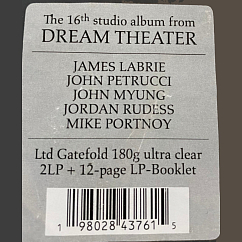 The 16th studio album from
DREAM THEATER
JAMES LABRIE
JOHN PETRUCCI
JOHN MYUNG
JORDAN RUDESS
MIKE PORTNOY
Ltd Gatefold 180g ultra clear
2LP + 12-page LP-Booklet
1 98028 43761 5